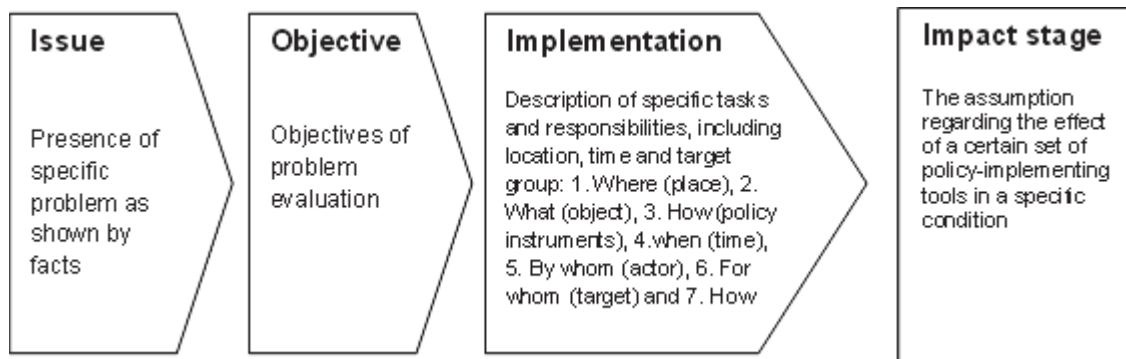 Issue
Presence of
specific
problem as
shown by
facts
Objective
Objectives of
problem
evaluation
Implementation
Description of specific tasks
and responsibilities, including
location, time and target
group: 1. Where (place), 2.
What (object), 3. How (policy
instruments), 4.when (time),
5. By whom (actor), 6. For
whom (target) and 7. How
Impact stage
The assumption
regarding the effect
of a certain set of
policy-implementing
tools in a specific
condition